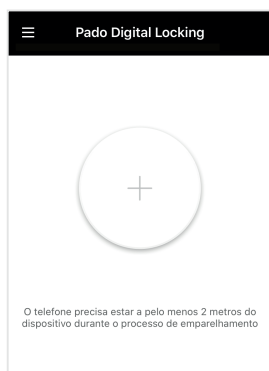 Pado Digital Locking
O telefone precisa estar a pelo menos 2 metros do
dispositivo durante o processo de emparelhamento